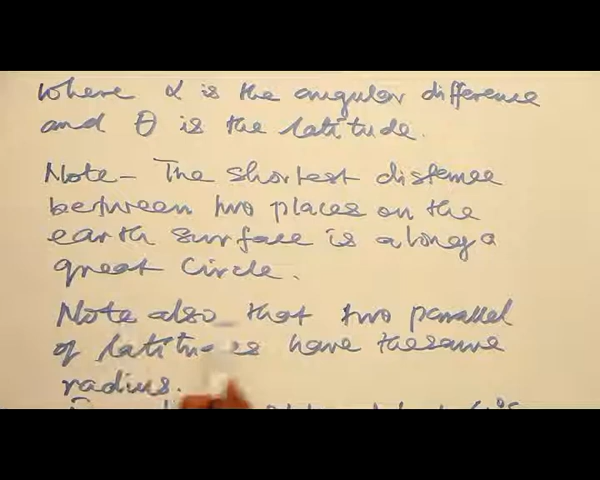 Where α is the angular difference
and θ is the latitude.
Note – The shortest distance
between two places on the
earth surface is along a
great Circle.
Note also that two parallel
of latitudes have the same
radius.